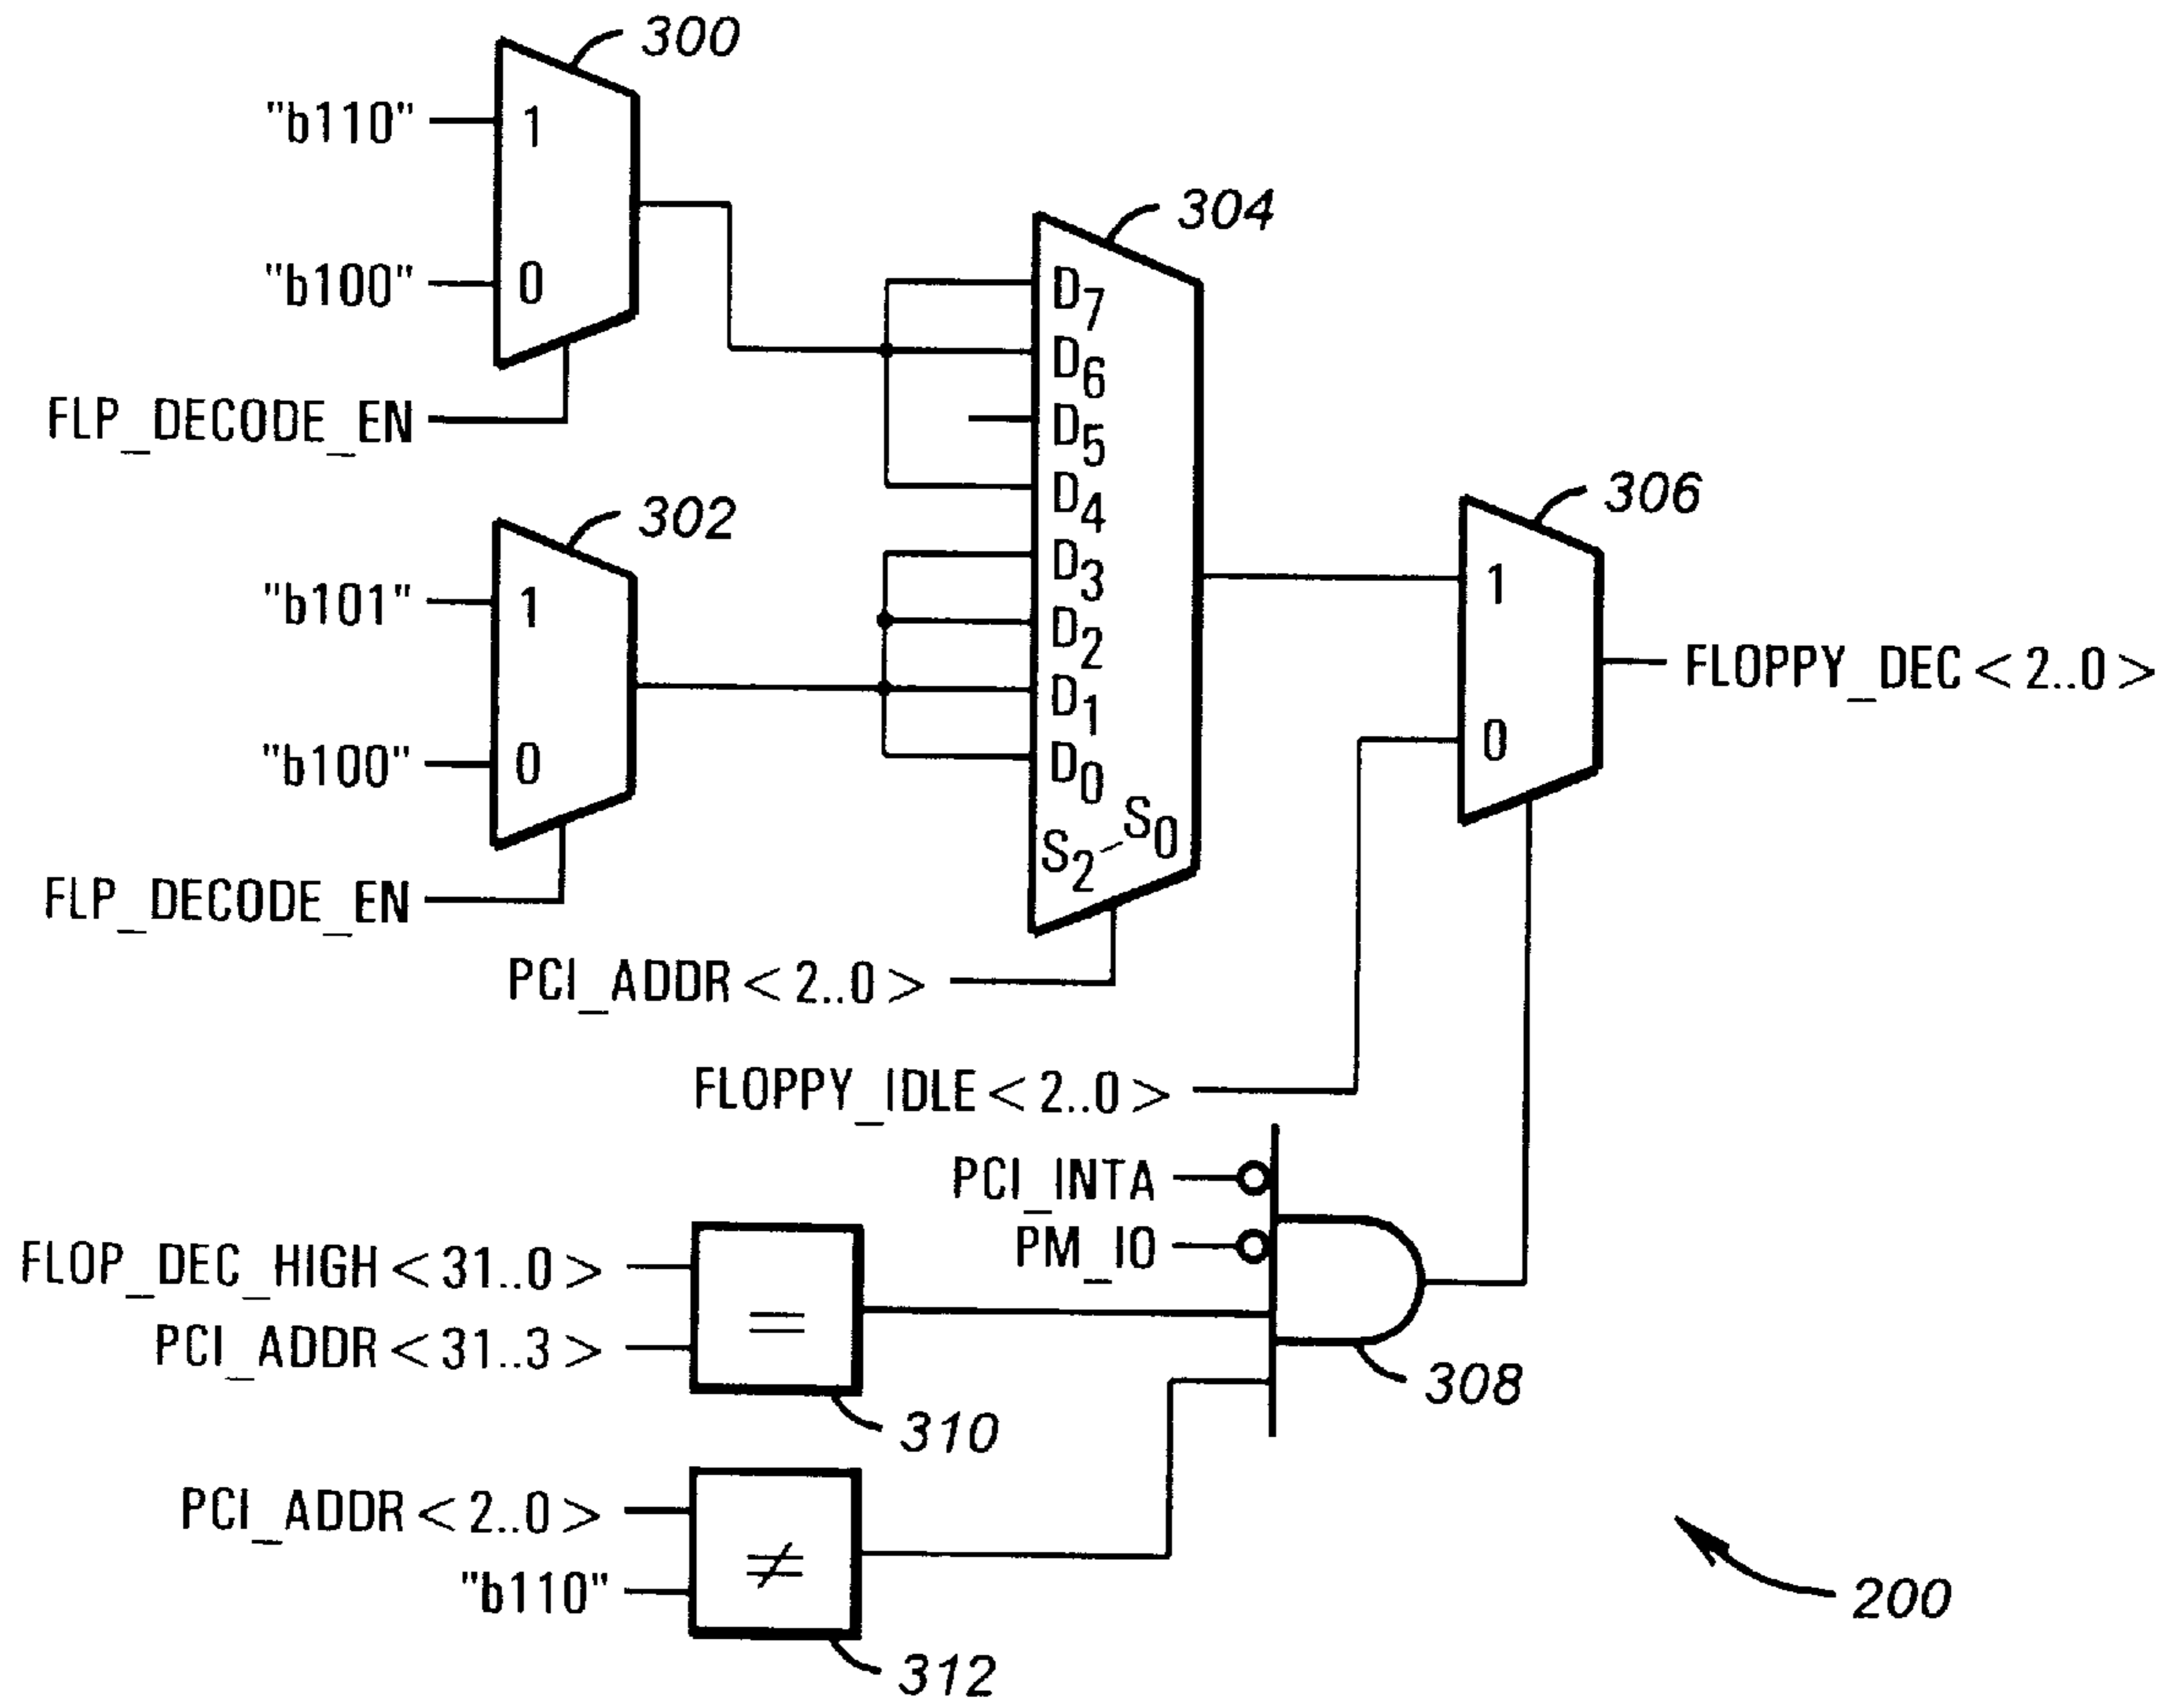 300
"b110"
1
"b100"
0
FLP_DECODE_EN
304
D7
D6
D5
D4
D3
D2
D1
D0
S2-S0
302
"b101"
1
"b100"
0
FLP_DECODE_EN
PCI_ADDR<2..0>
306
1
0
FLOPPY_DEC<2..0>
FLOPPY_IDLE<2..0>
PCI_INTA
PM_IO
FLOP_DEC_HIGH<31..0>
PCI_ADDR<31..3>
=
310
308
PCI_ADDR<2..0>
"b110"
≠
312
200